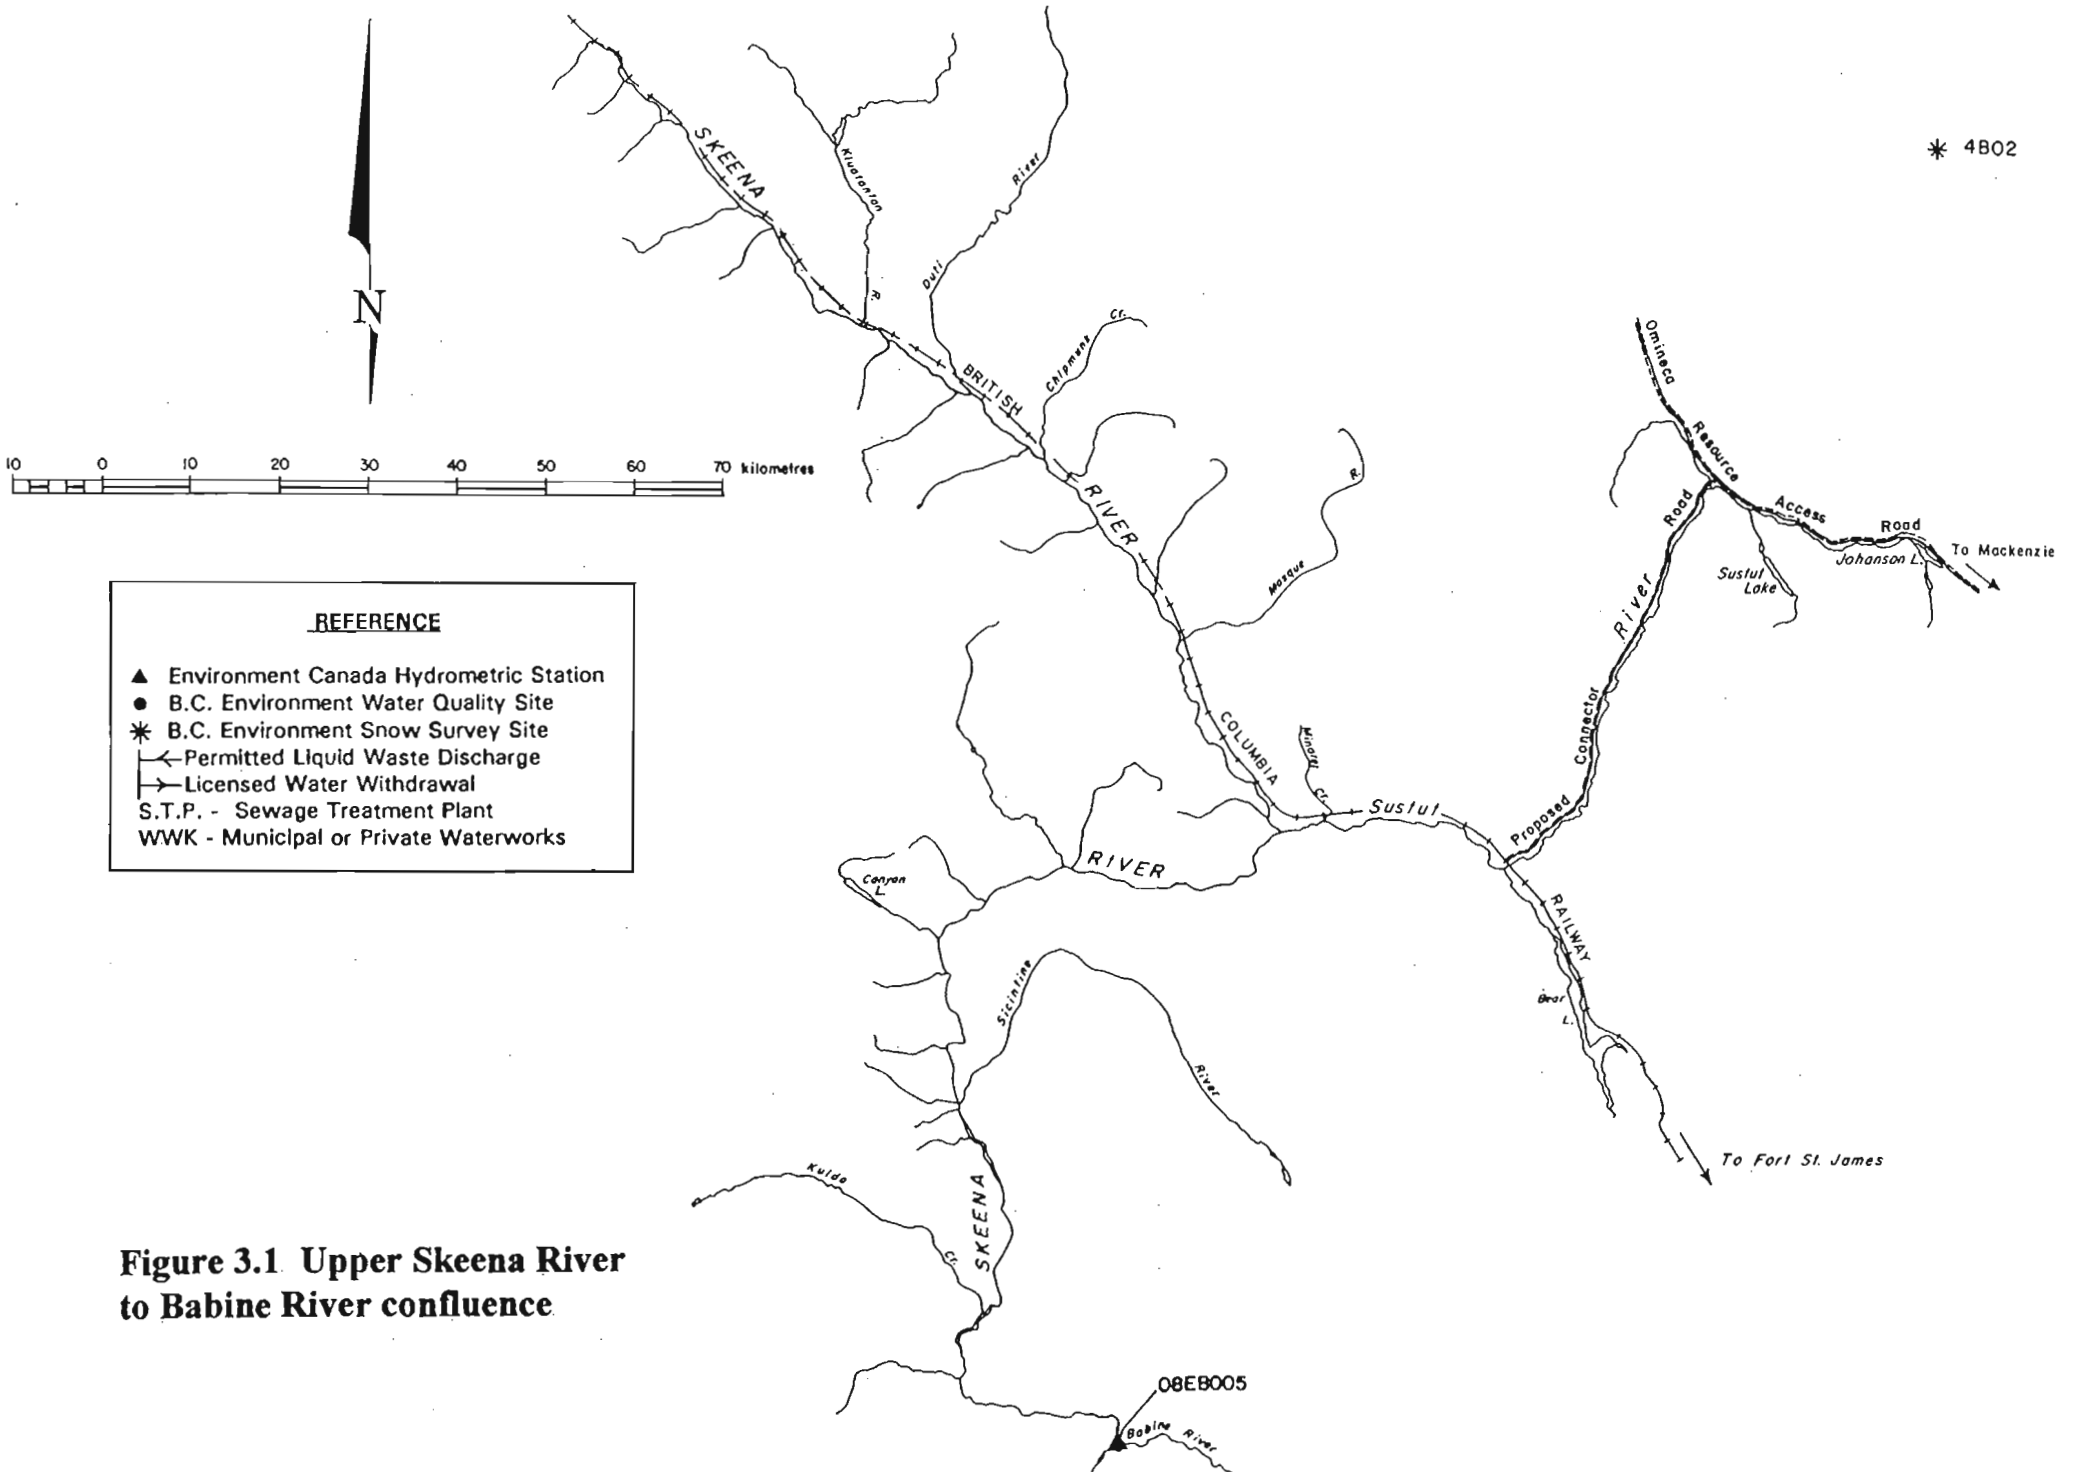 SKEENA
Kluatantan
R.
River
Duti
4B02
N
Cr.
Chipmunk
BRITISH
Omineca
Resource
Access
Road
To Mackenzie
Johanson L.
Sustut
Lake
10 0 10 20 30 40 50 60 70 kilometres
RIVER
R.
Mosque
Road
River
Connector
Proposed
REFERENCE
Environment Canada Hydrometric Station
B.C. Environment Water Quality Site
B.C. Environment Snow Survey Site
Permitted Liquid Waste Discharge
Licensed Water Withdrawal
S.T.P. - Sewage Treatment Plant
WWK - Municipal or Private Waterworks
COLUMBIA
Minaret
Cr.
Sustut
RIVER
Canyon
L.
RAILWAY
Bear
L.
Sicintine
River
To Fort St. James
Kuldo
Cr.
SKEENA
Figure 3.1 Upper Skeena River
to Babine River confluence
08EB005
Babine River